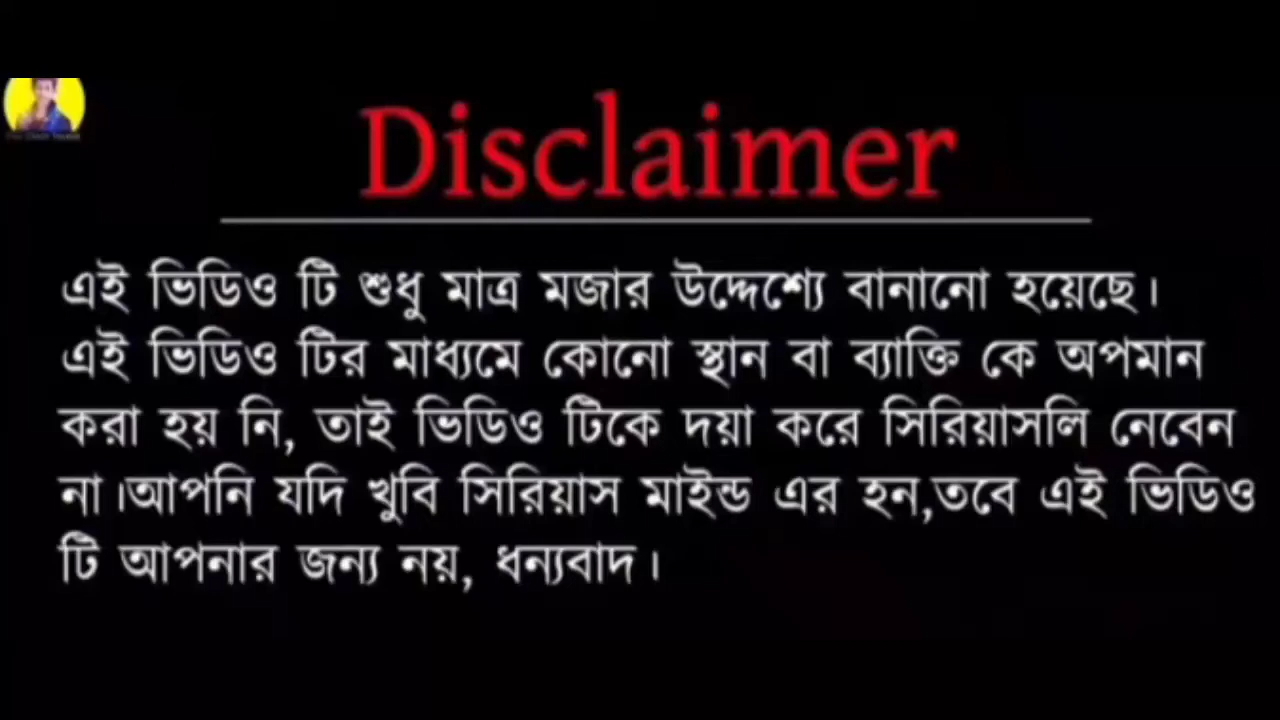 Disclaimer
এই ভিডিও টি শুধু মাত্র মজার উদ্দেশ্যে বানানো হয়েছে।
এই ভিডিও টির মাধ্যমে কোনো স্থান বা ব্যাক্তি কে অপমান
করা হয় নি, তাই ভিডিও টিকে দয়া করে সিরিয়াসলি নেবেন
না।আপনি যদি খুবি সিরিয়াস মাইন্ড এর হন,তবে এই ভিডিও
টি আপনার জন্য নয়, ধন্যবাদ।